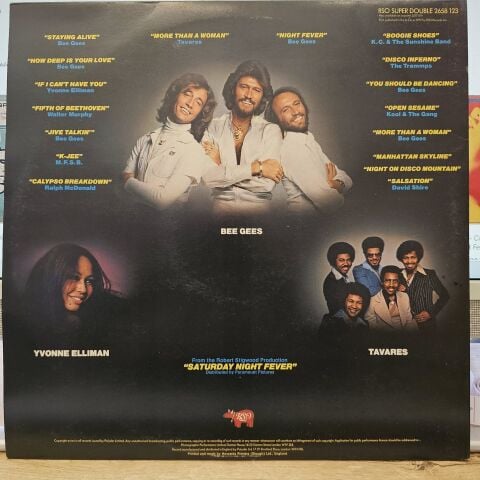 RSO SUPER DOUBLE 2658 123
"STAYING ALIVE"
Bee Gees
"HOW DEEP IS YOUR LOVE"
Bee Gees
"IF I CAN'T HAVE YOU"
Yvonne Elliman
"FIFTH OF BEETHOVEN"
Walter Murphy
"JIVE TALKIN'"
Bee Gees
"K-JEE"
M.F.S.B.
"CALYPSO BREAKDOWN"
Ralph McDonald
"MORE THAN A WOMAN"
Tavares
"NIGHT FEVER"
Bee Gees
"BOOGIE SHOES"
K.C. & The Sunshine Band
"DISCO INFERNO"
The Trammps
"YOU SHOULD BE DANCING"
Bee Gees
"OPEN SESAME"
Kool & The Gang
"MORE THAN A WOMAN"
Bee Gees
"MANHATTAN SKYLINE"
"NIGHT ON DISCO MOUNTAIN"
"SALSATION"
David Shire
BEE GEES
YVONNE ELLIMAN
TAVARES
From the Robert Stigwood Production
"SATURDAY NIGHT FEVER"
Distributed by Paramount Pictures
RSO